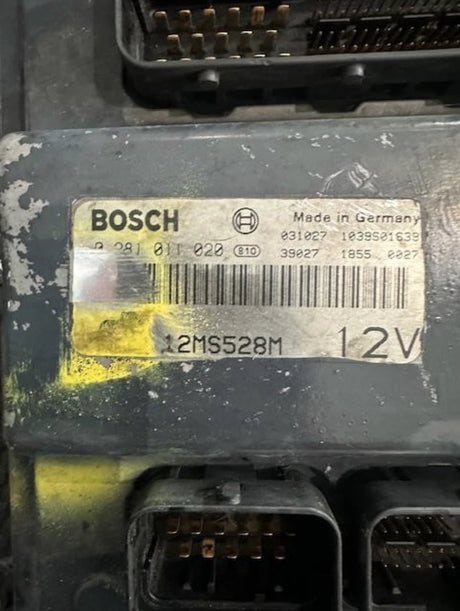 BOSCH Made in Germany
0 281 011 020 810 031027 1039S01639
39027 1855 0027
12MS528M 12V